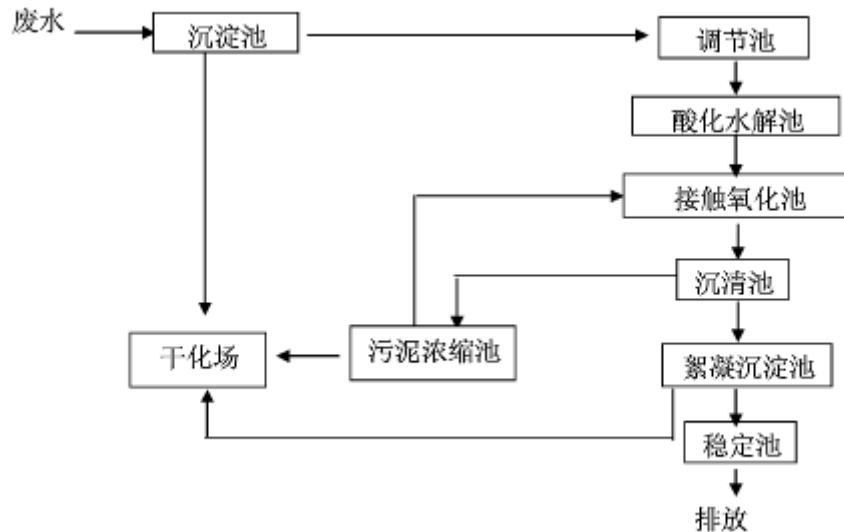 废水
沉淀池
调节池
酸化水解池
接触氧化池
沉清池
干化场
污泥浓缩池
絮凝沉淀池
稳定池
排放